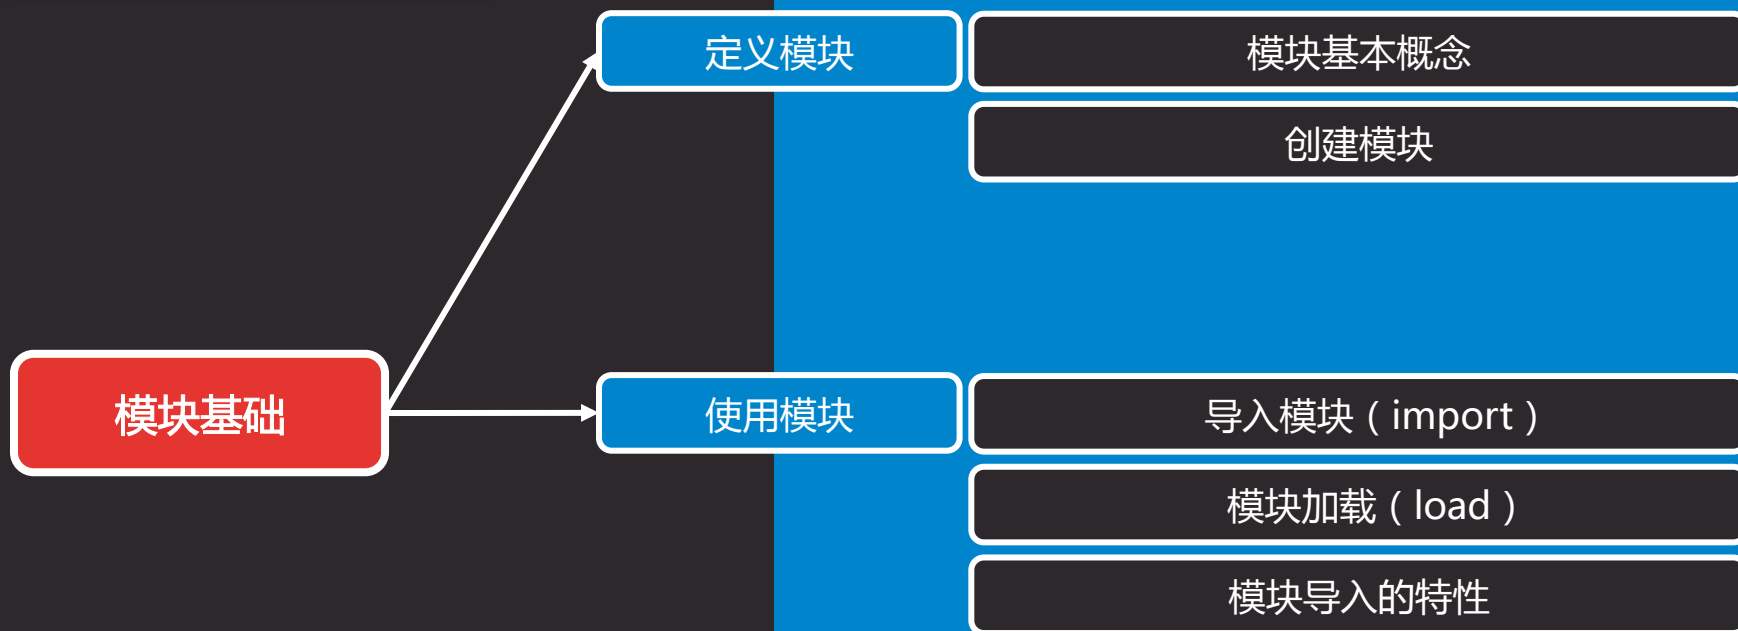 定义模块
模块基本概念
创建模块
模块基础
使用模块
导入模块（import）
模块加载（load）
模块导入的特性